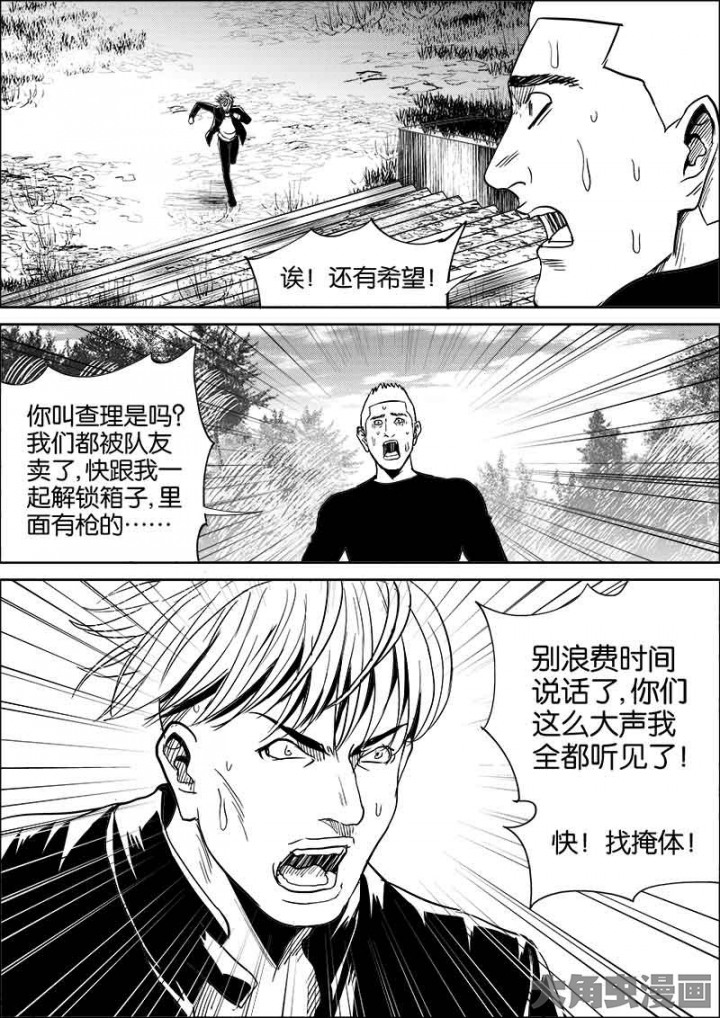 诶！还有希望！
你叫查理是吗？
我们都被队友
卖了,快跟我一
起解锁箱子,里
面有枪的……
别浪费时间
说话了,你们
这么大声我
全都听见了！
快！找掩体！
大角虫漫画